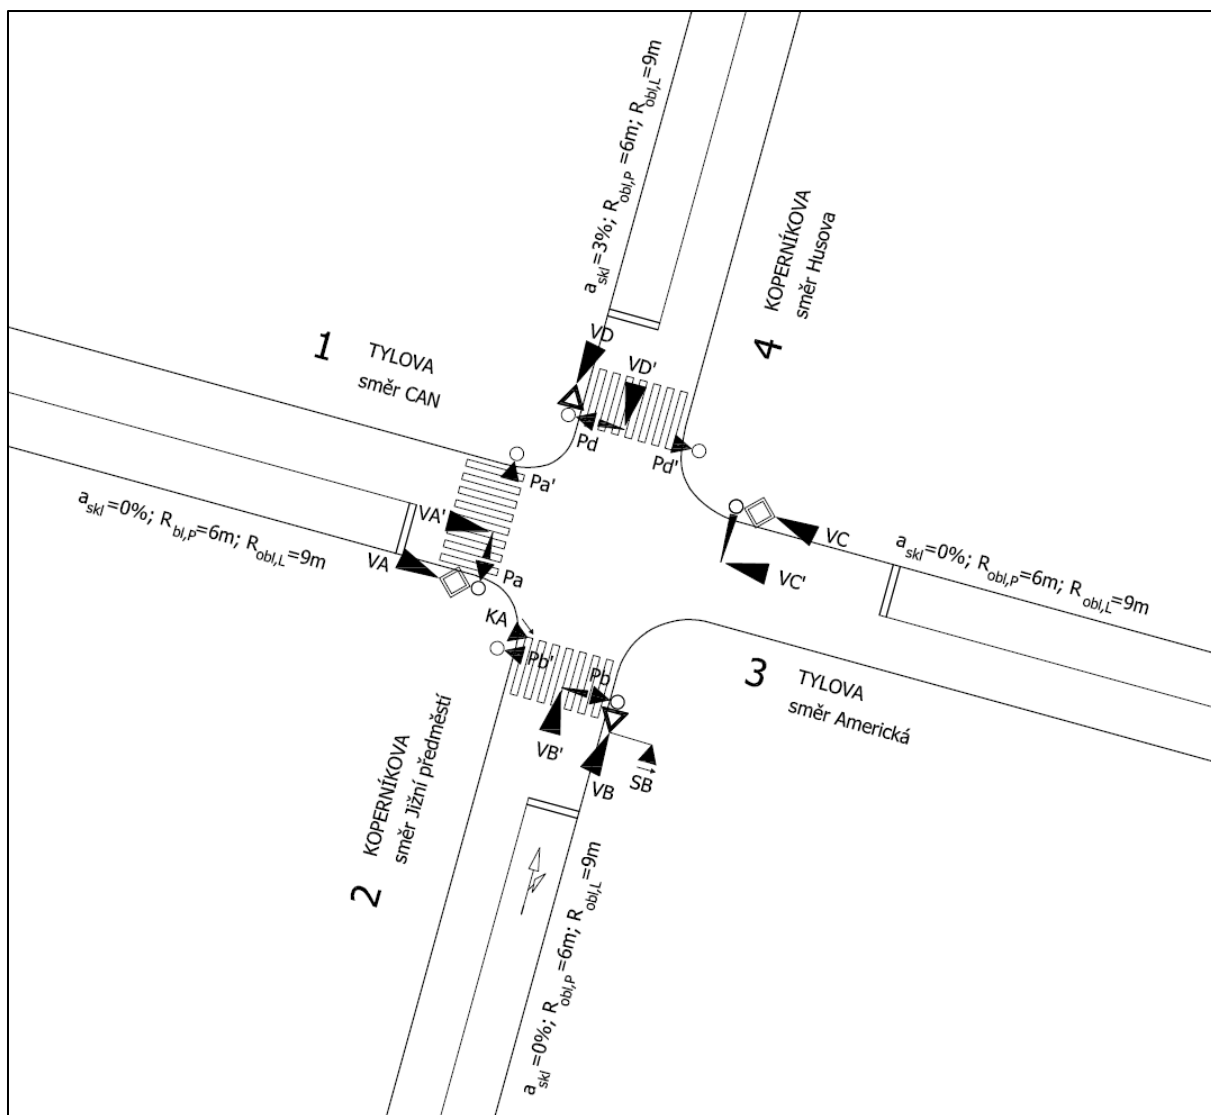 a_skl=3%; R_obl,P =6m; R_obl,L=9m
KOPERNÍKOVA
směr Husova
4
1
TYLOVA
směr CAN
VD
VD'
Pd
Pd'
Pa'
VA'
VA
Pa
a_skl=0%; R_bl,P=6m; R_obl,L=9m
VC
VC'
a_skl=0%; R_obl,P=6m; R_obl,L=9m
KA
Pb'
Pb
VB'
VB
SB
3
TYLOVA
směr Americká
KOPERNÍKOVA
směr Jižní předměstí
2
a_skl=0%; R_obl,P=6m; R_obl,L=9m